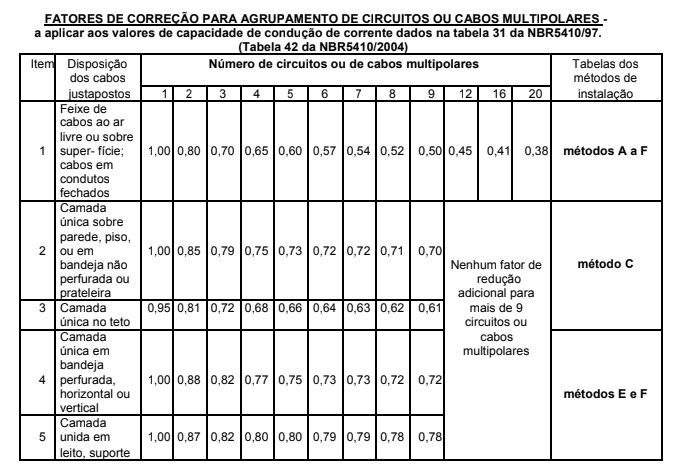 FATORES DE CORREÇÃO PARA AGRUPAMENTO DE CIRCUITOS OU CABOS MULTIPOLARES -
a aplicar aos valores de capacidade de condução de corrente dados na tabela 31 da NBR5410/97.
(Tabela 42 da NBR5410/2004)
Item
Disposição
dos cabos
justapostos
Número de circuitos ou de cabos multipolares
1 2 3 4 5 6 7 8 9 12 16 20
Tabelas dos
métodos de
instalação
1
Feixe de
cabos ao ar
livre ou sobre
super- fície;
cabos em
condutos
fechados
1,00 0,80 0,70 0,65 0,60 0,57 0,54 0,52 0,50 0,45 0,41 0,38
métodos A a F
2
Camada
única sobre
parede, piso,
ou em
bandeja não
perfurada ou
prateleira
1,00 0,85 0,79 0,75 0,73 0,72 0,72 0,71 0,70
Nenhum fator de
redução
adicional para
mais de 9
circuitos ou
cabos
multipolares
método C
3
Camada
única no teto
0,95 0,81 0,72 0,68 0,66 0,64 0,63 0,62 0,61
4
Camada
única em
bandeja
perfurada,
horizontal ou
vertical
1,00 0,88 0,82 0,77 0,75 0,73 0,73 0,72 0,72
métodos E e F
5
Camada
unida em
leito, suporte
1,00 0,87 0,82 0,80 0,80 0,79 0,79 0,78 0,78